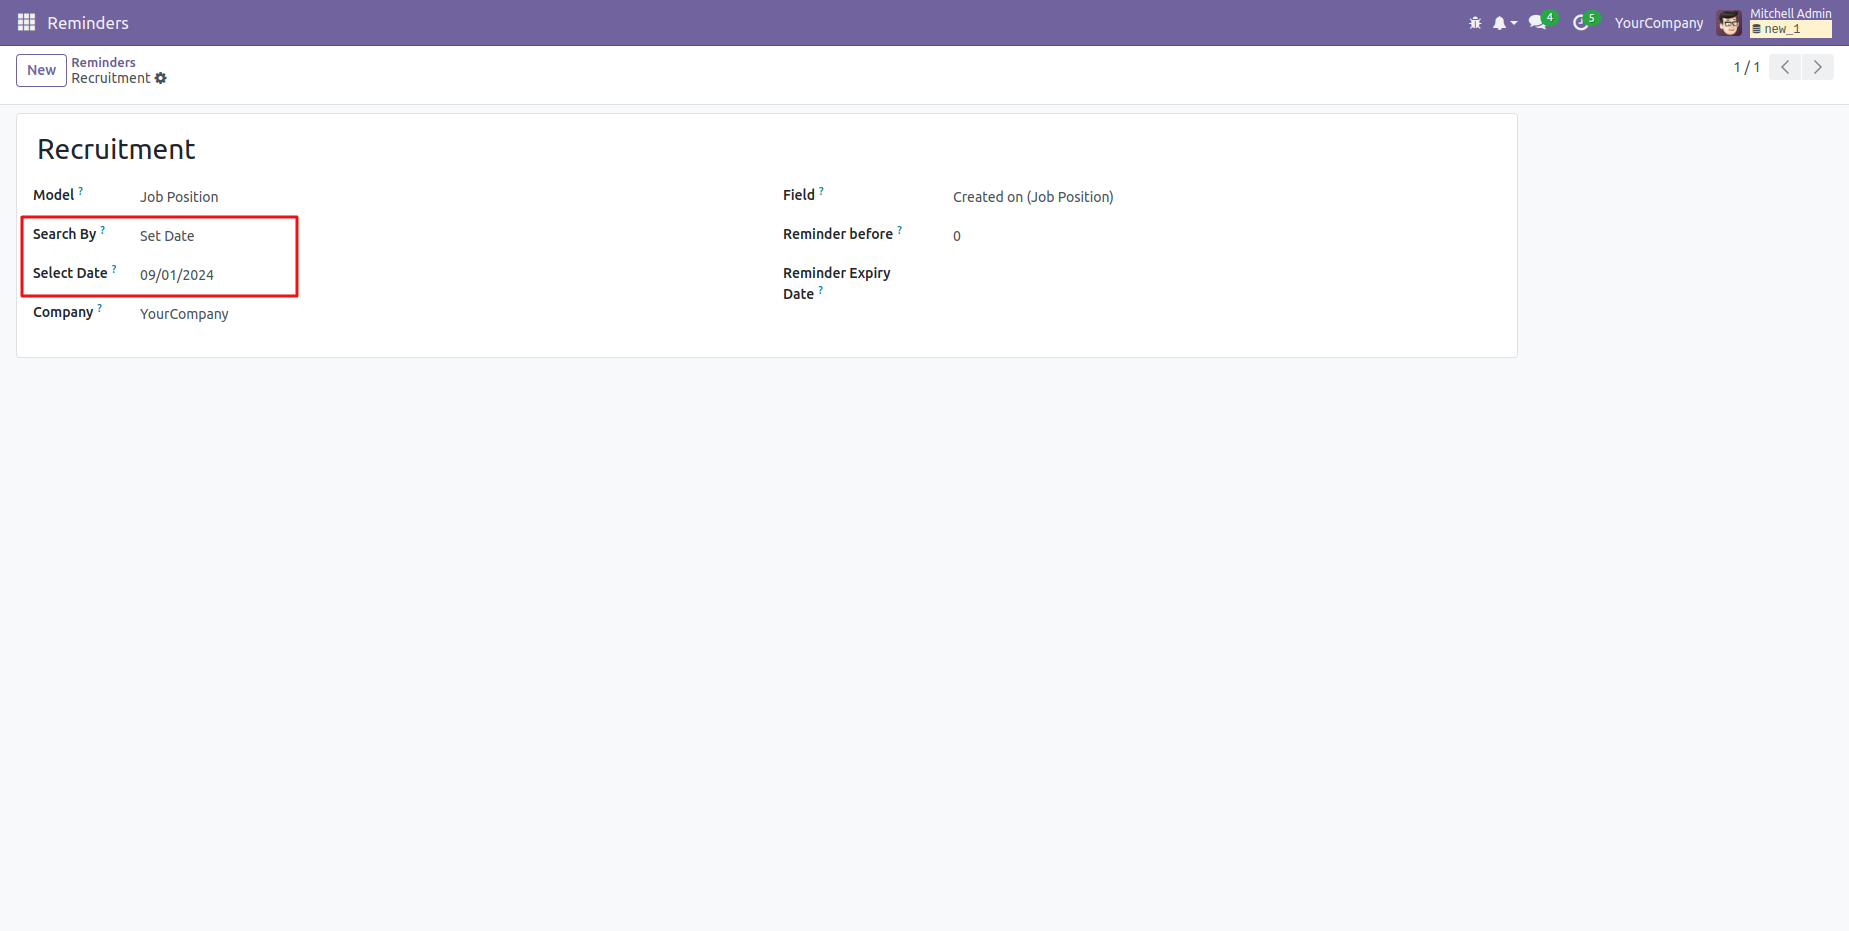 Reminders
4
5
YourCompany
Mitchell Admin
new_1
New
Reminders
Recruitment
1 / 1
Recruitment
Model ?
Job Position
Field ?
Created on (Job Position)
Search By ?
Set Date
Reminder before ?
0
Select Date ?
09/01/2024
Reminder Expiry
Date ?
Company ?
YourCompany